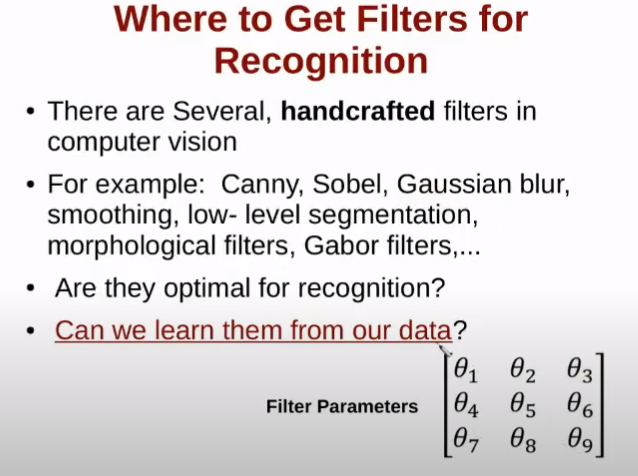 Where to Get Filters for
Recognition
• There are Several, handcrafted filters in
computer vision
• For example: Canny, Sobel, Gaussian blur,
smoothing, low- level segmentation,
morphological filters, Gabor filters,...
• Are they optimal for recognition?
• Can we learn them from our data?
θ1 θ2 θ3
Filter Parameters θ4 θ5 θ6
θ7 θ8 θ9